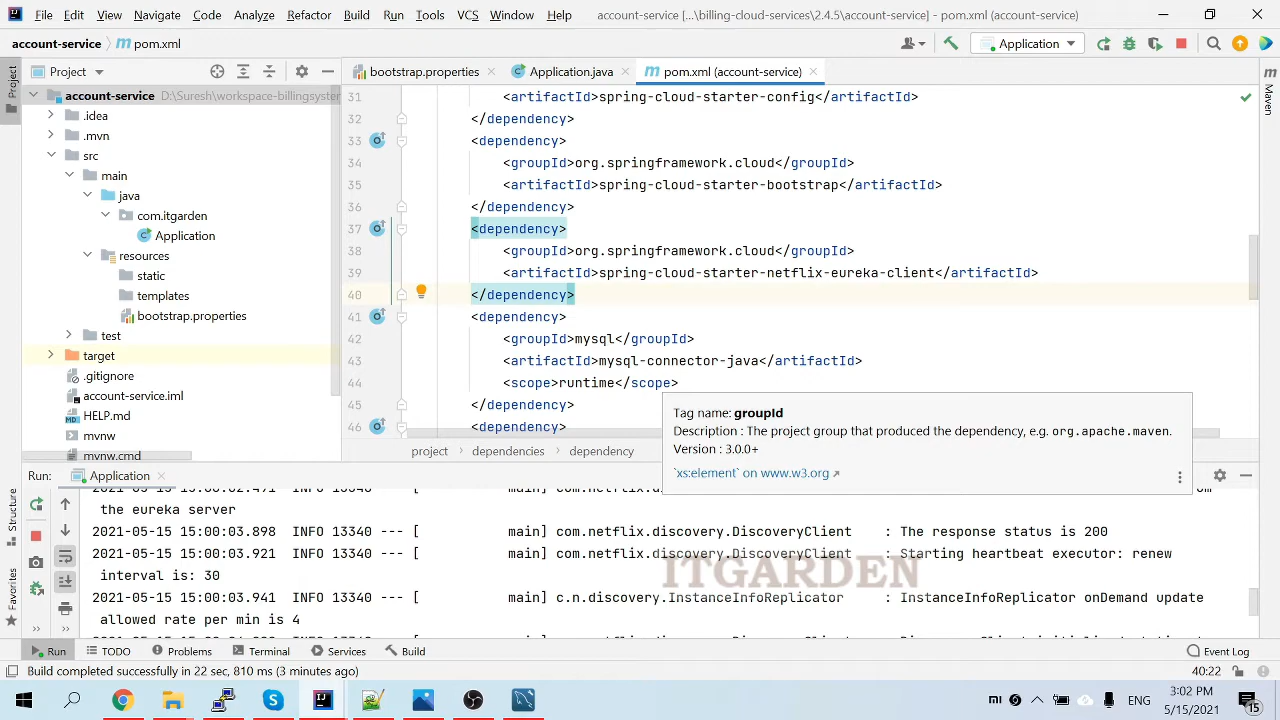 File Edit View Navigate Code Analyze Refactor Build Run Tools VCS Window Help account-service [...\billing-cloud-services\2.4.5\account-service] - pom.xml (account-service)
account-service pom.xml Application
Project bootstrap.properties Application.java pom.xml (account-service)
Project
Maven
account-service D:\Suresh\workspace-billingsystem
.idea
.mvn
src
main
java
com.itgarden
Application
resources
static
templates
bootstrap.properties
test
target
.gitignore
account-service.iml
HELP.md
mvnw
mvnw.cmd
31 <artifactId>spring-cloud-starter-config</artifactId>
32 </dependency>
33 <dependency>
34 <groupId>org.springframework.cloud</groupId>
35 <artifactId>spring-cloud-starter-bootstrap</artifactId>
36 </dependency>
37 <dependency>
38 <groupId>org.springframework.cloud</groupId>
39 <artifactId>spring-cloud-starter-netflix-eureka-client</artifactId>
40 </dependency>
41 <dependency>
42 <groupId>mysql</groupId>
43 <artifactId>mysql-connector-java</artifactId>
44 <scope>runtime</scope>
45 </dependency>
46 <dependency>
project dependencies dependency
Tag name: groupId
Description : The project group that produced the dependency, e.g. org.apache.maven.
Version : 3.0.0+
`xs:element` on www.w3.org
Run: Application
Structure
Favorites
the eureka server
2021-05-15 15:00:03.898 INFO 13340 --- [ main] com.netflix.discovery.DiscoveryClient : The response status is 200
2021-05-15 15:00:03.921 INFO 13340 --- [ main] com.netflix.discovery.DiscoveryClient : Starting heartbeat executor: renew
interval is: 30
2021-05-15 15:00:03.941 INFO 13340 --- [ main] c.n.discovery.InstanceInfoReplicator : InstanceInfoReplicator onDemand update
allowed rate per min is 4
ITGARDEN
Run TODO Problems Terminal Services Build Event Log
Build completed successfully in 22 sec, 810 ms (3 minutes ago) 40:22
ENG
3:02 PM
5/15/2021
15